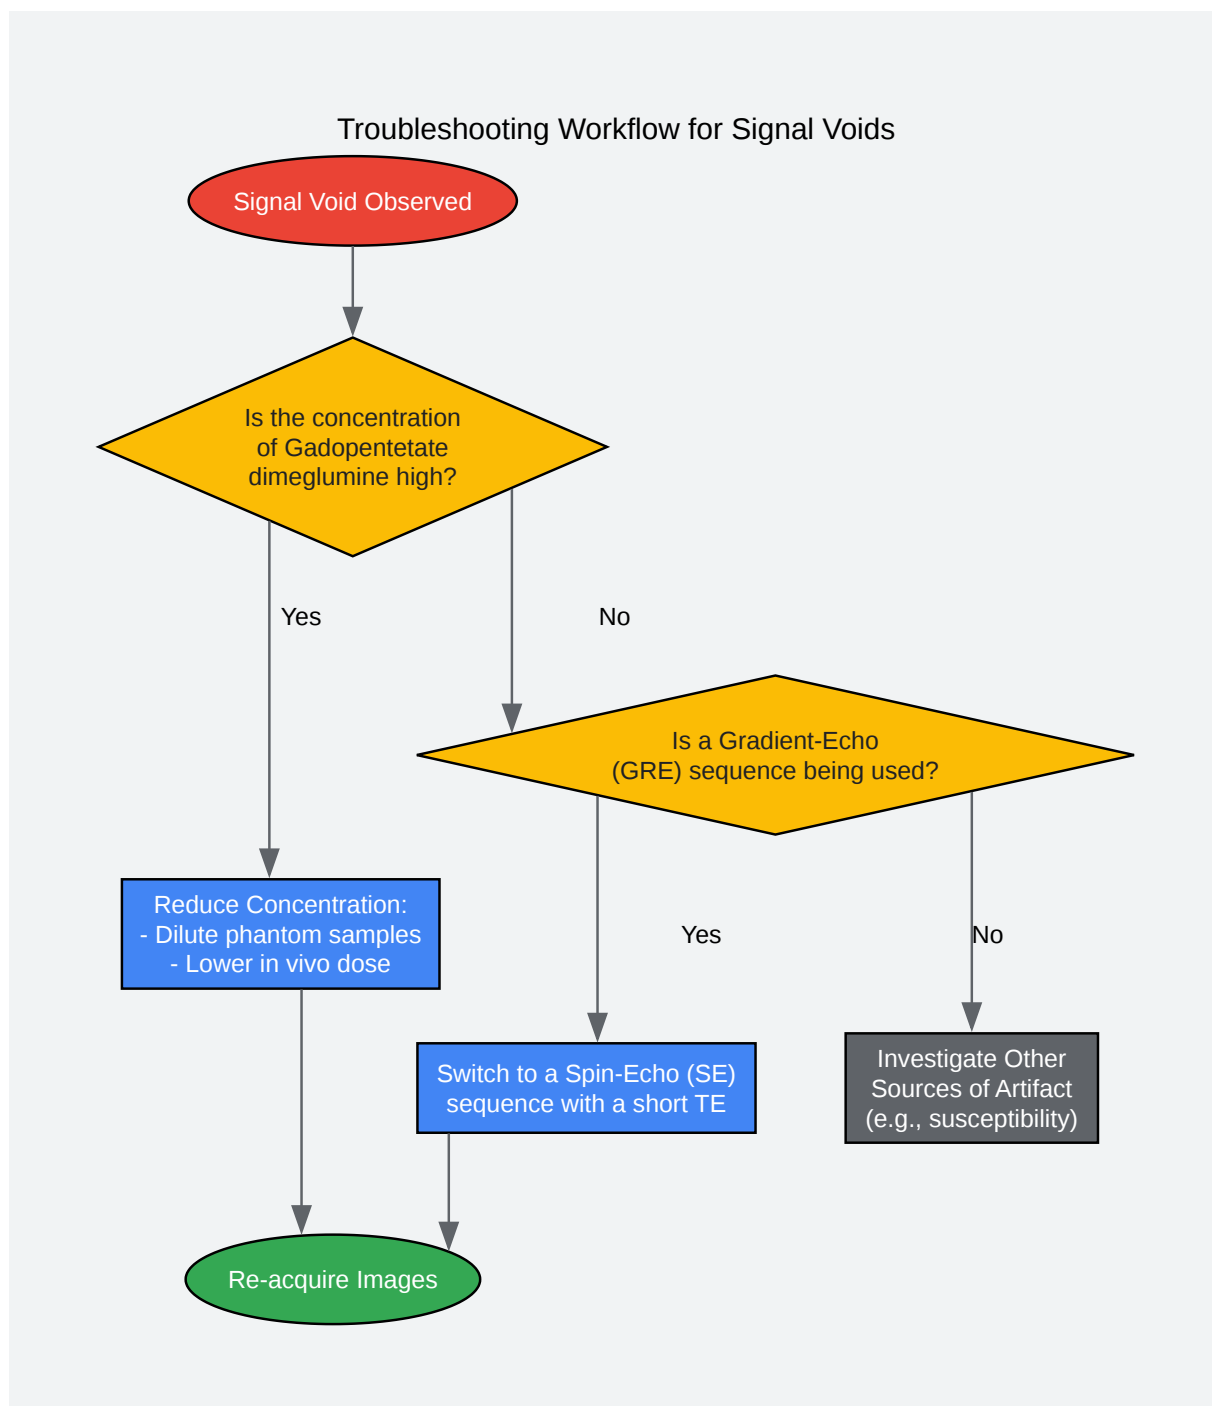 Troubleshooting Workflow for Signal Voids
Signal Void Observed
Is the concentration
of Gadopentetate
dimeglumine high?
Yes
No
Is a Gradient-Echo
(GRE) sequence being used?
Reduce Concentration:
- Dilute phantom samples
- Lower in vivo dose
Yes
No
Switch to a Spin-Echo (SE)
sequence with a short TE
Investigate Other
Sources of Artifact
(e.g., susceptibility)
Re-acquire Images